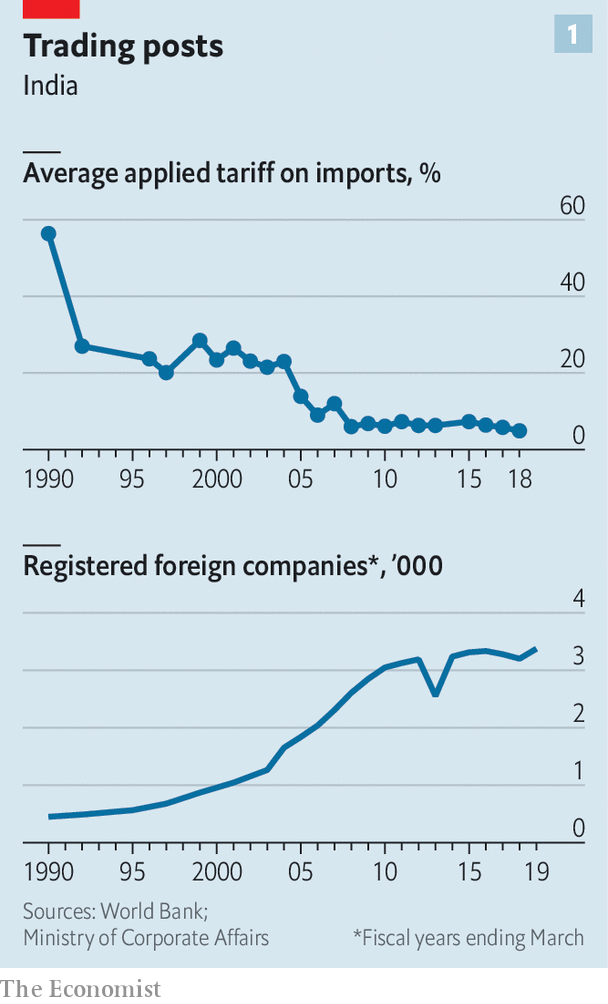 Trading posts
1
India
Average applied tariff on imports, %
60
40
20
0
1990 95 2000 05 10 15 18
Registered foreign companies*, ’000
4
3
2
1
0
1990 95 2000 05 10 15 19
Sources: World Bank;
Ministry of Corporate Affairs *Fiscal years ending March
The Economist